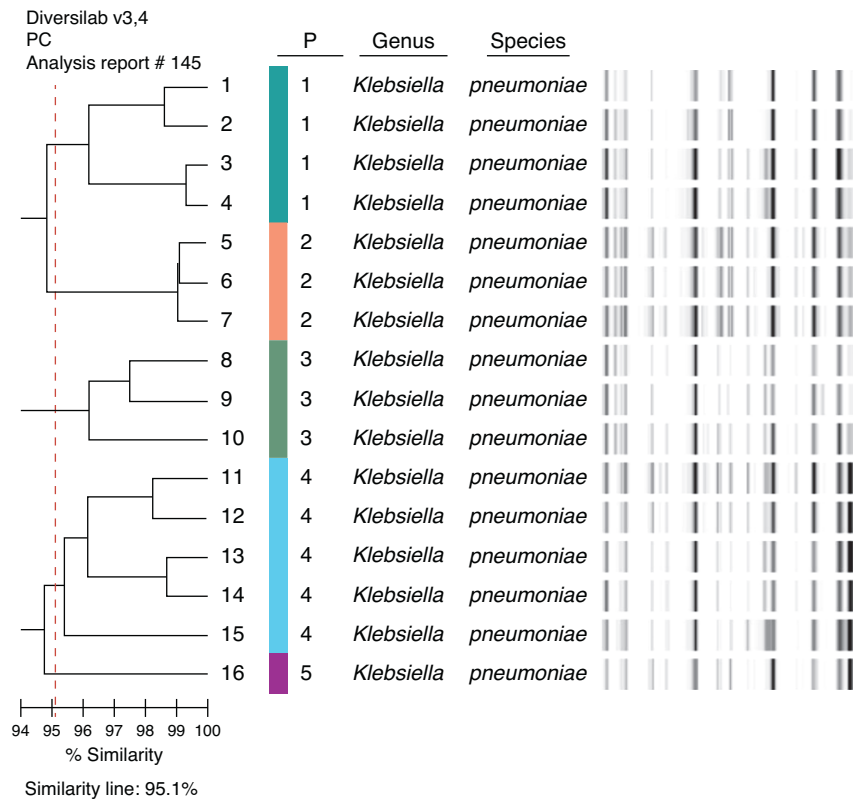 Diversilab v3,4
PC
Analysis report # 145
P Genus Species
1 1 Klebsiella pneumoniae
2 1 Klebsiella pneumoniae
3 1 Klebsiella pneumoniae
4 1 Klebsiella pneumoniae
5 2 Klebsiella pneumoniae
6 2 Klebsiella pneumoniae
7 2 Klebsiella pneumoniae
8 3 Klebsiella pneumoniae
9 3 Klebsiella pneumoniae
10 3 Klebsiella pneumoniae
11 4 Klebsiella pneumoniae
12 4 Klebsiella pneumoniae
13 4 Klebsiella pneumoniae
14 4 Klebsiella pneumoniae
15 4 Klebsiella pneumoniae
16 5 Klebsiella pneumoniae
94 95 96 97 98 99 100
% Similarity
Similarity line: 95.1%